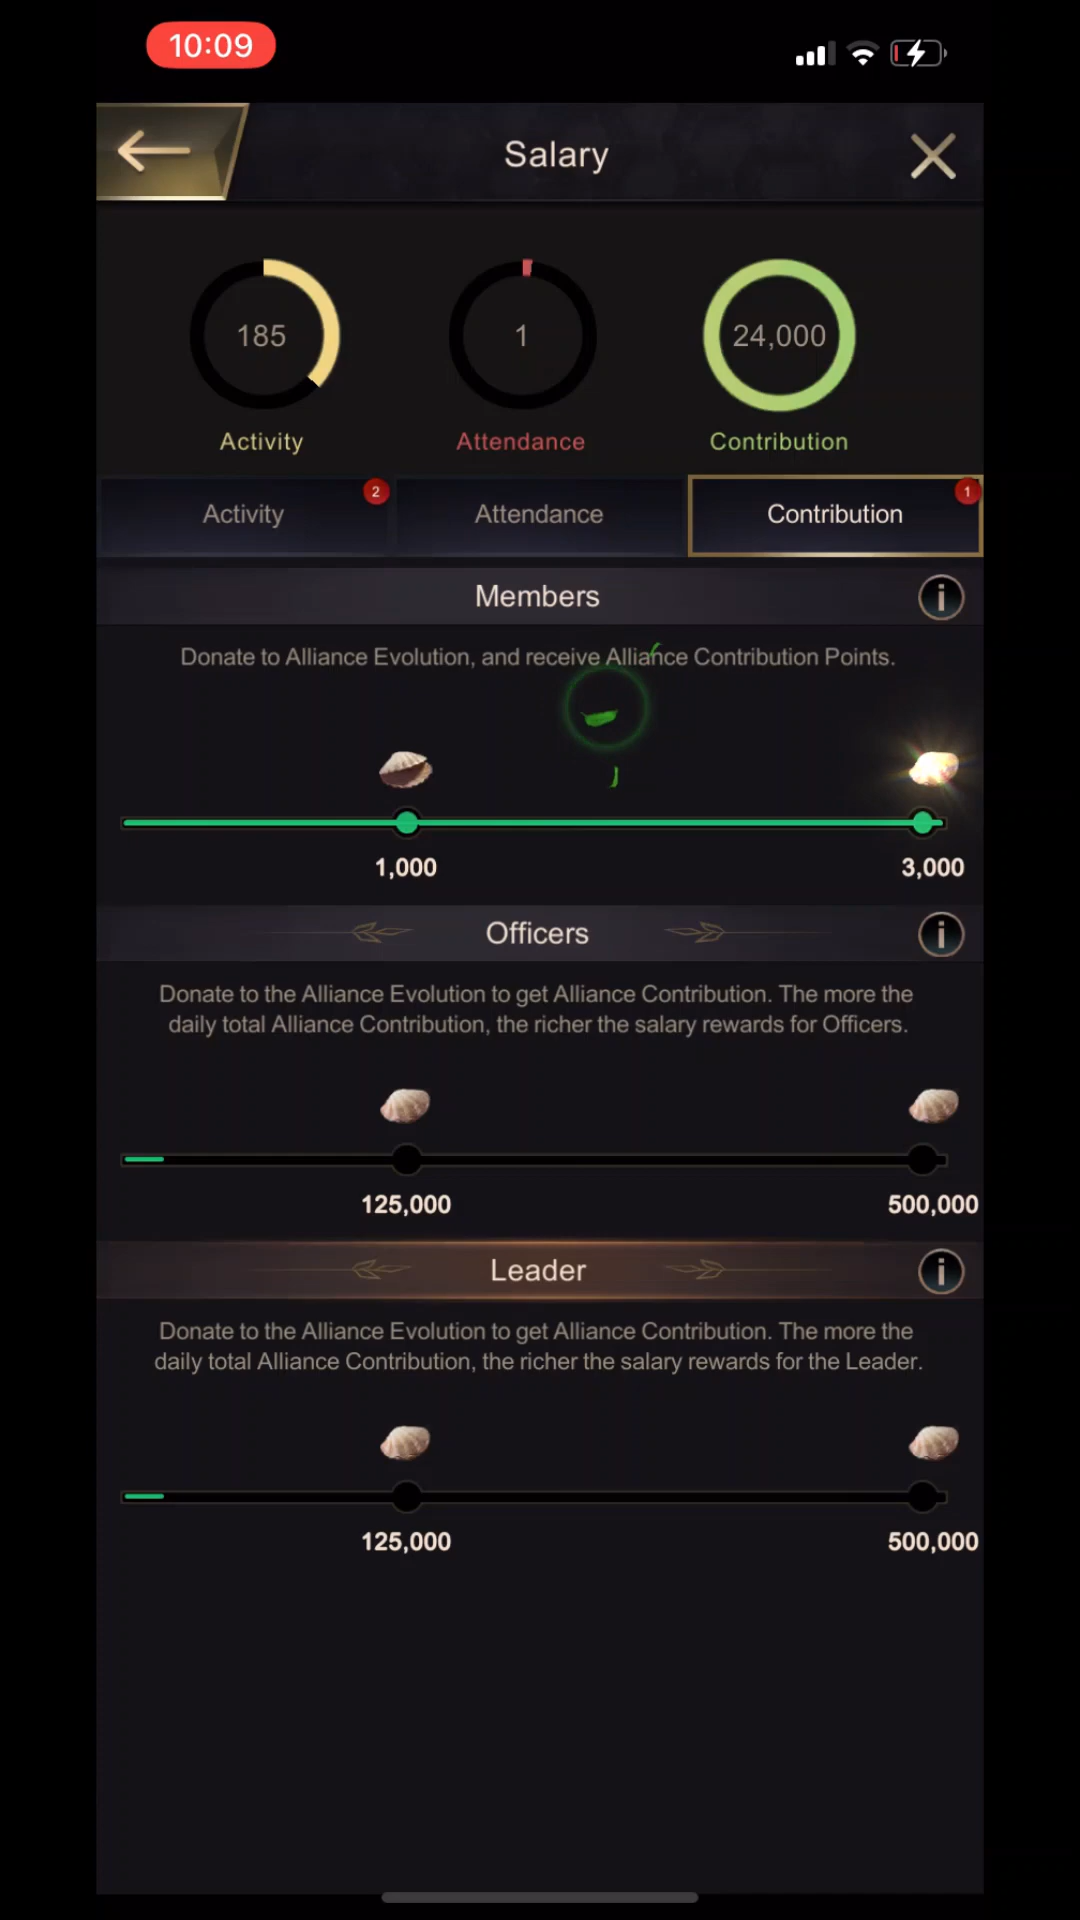 10:09
Salary
185
1
24,000
Activity
Attendance
Contribution
Activity
2
Attendance
Contribution
1
Members
i
Donate to Alliance Evolution, and receive Alliance Contribution Points.
1,000
3,000
Officers
i
Donate to the Alliance Evolution to get Alliance Contribution. The more the
daily total Alliance Contribution, the richer the salary rewards for Officers.
125,000
500,000
Leader
i
Donate to the Alliance Evolution to get Alliance Contribution. The more the
daily total Alliance Contribution, the richer the salary rewards for the Leader.
125,000
500,000